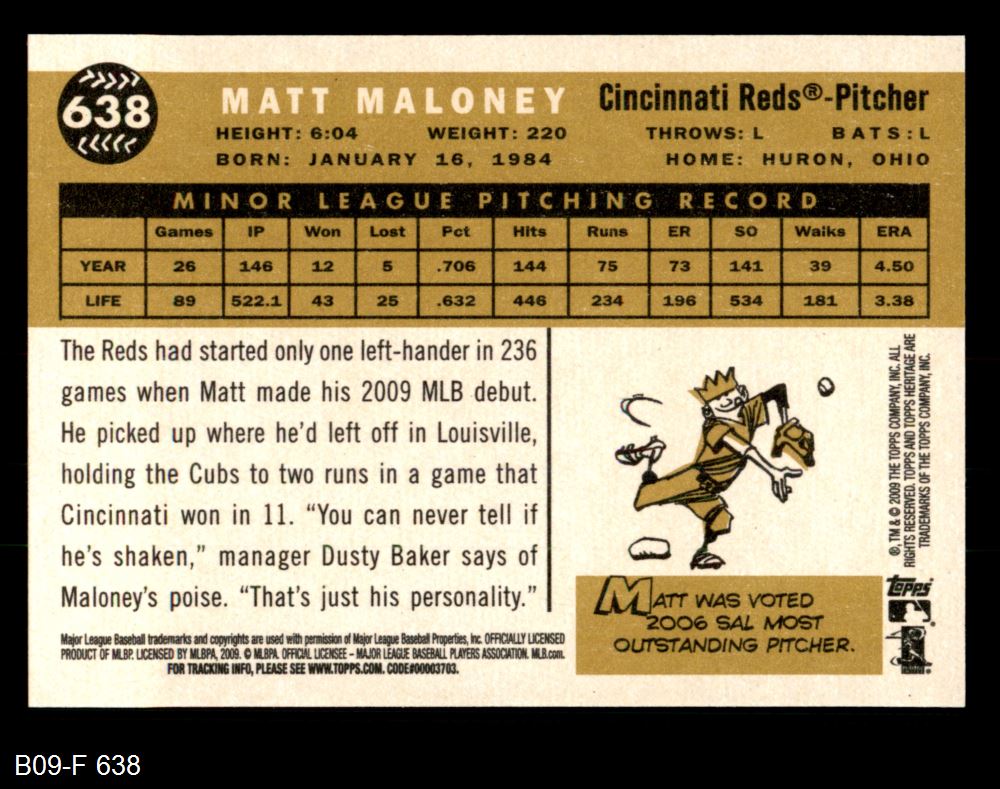 638
MATT MALONEY
Cincinnati Reds®-Pitcher
HEIGHT: 6:04 WEIGHT: 220 THROWS: L BATS: L
BORN: JANUARY 16, 1984 HOME: HURON, OHIO
MINOR LEAGUE PITCHING RECORD
Games IP Won Lost Pct Hits Runs ER SO Walks ERA
YEAR 26 146 12 5 .706 144 75 73 141 39 4.50
LIFE 89 522.1 43 25 .632 446 234 196 534 181 3.38
The Reds had started only one left-hander in 236
games when Matt made his 2009 MLB debut.
He picked up where he'd left off in Louisville,
holding the Cubs to two runs in a game that
Cincinnati won in 11. "You can never tell if
he's shaken," manager Dusty Baker says of
Maloney's poise. "That's just his personality."
MATT WAS VOTED
2006 SAL MOST
OUTSTANDING PITCHER.
®, TM & © 2009 THE TOPPS COMPANY, INC. ALL
RIGHTS RESERVED. TOPPS AND TOPPS HERITAGE ARE
TRADEMARKS OF THE TOPPS COMPANY, INC.
topps
Major League Baseball trademarks and copyrights are used with permission of Major League Baseball Properties, Inc. OFFICIALLY LICENSED
PRODUCT OF MLBP. LICENSED BY MLBPA, 2009. © MLBPA. OFFICIAL LICENSEE – MAJOR LEAGUE BASEBALL PLAYERS ASSOCIATION. MLB.com.
FOR TRACKING INFO, PLEASE SEE WWW.TOPPS.COM. CODE#00003703.
B09-F 638